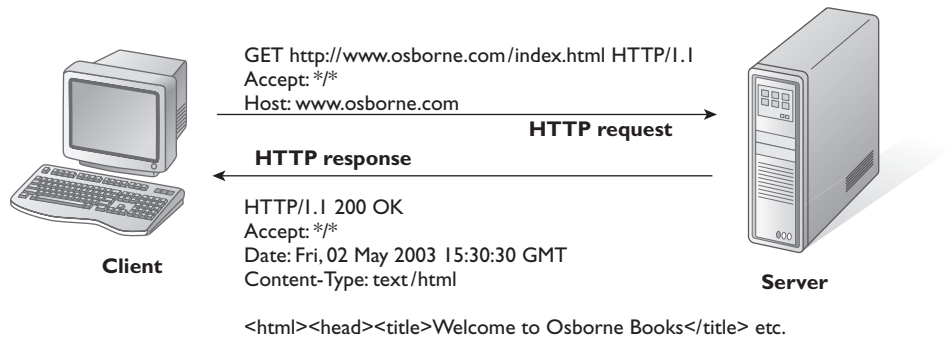 GET http://www.osborne.com/index.html HTTP/1.1
Accept: */*
Host: www.osborne.com
HTTP request
HTTP response
HTTP/1.1 200 OK
Accept: */*
Date: Fri, 02 May 2003 15:30:30 GMT
Content-Type: text/html
Client
Server
<html><head><title>Welcome to Osborne Books</title> etc.